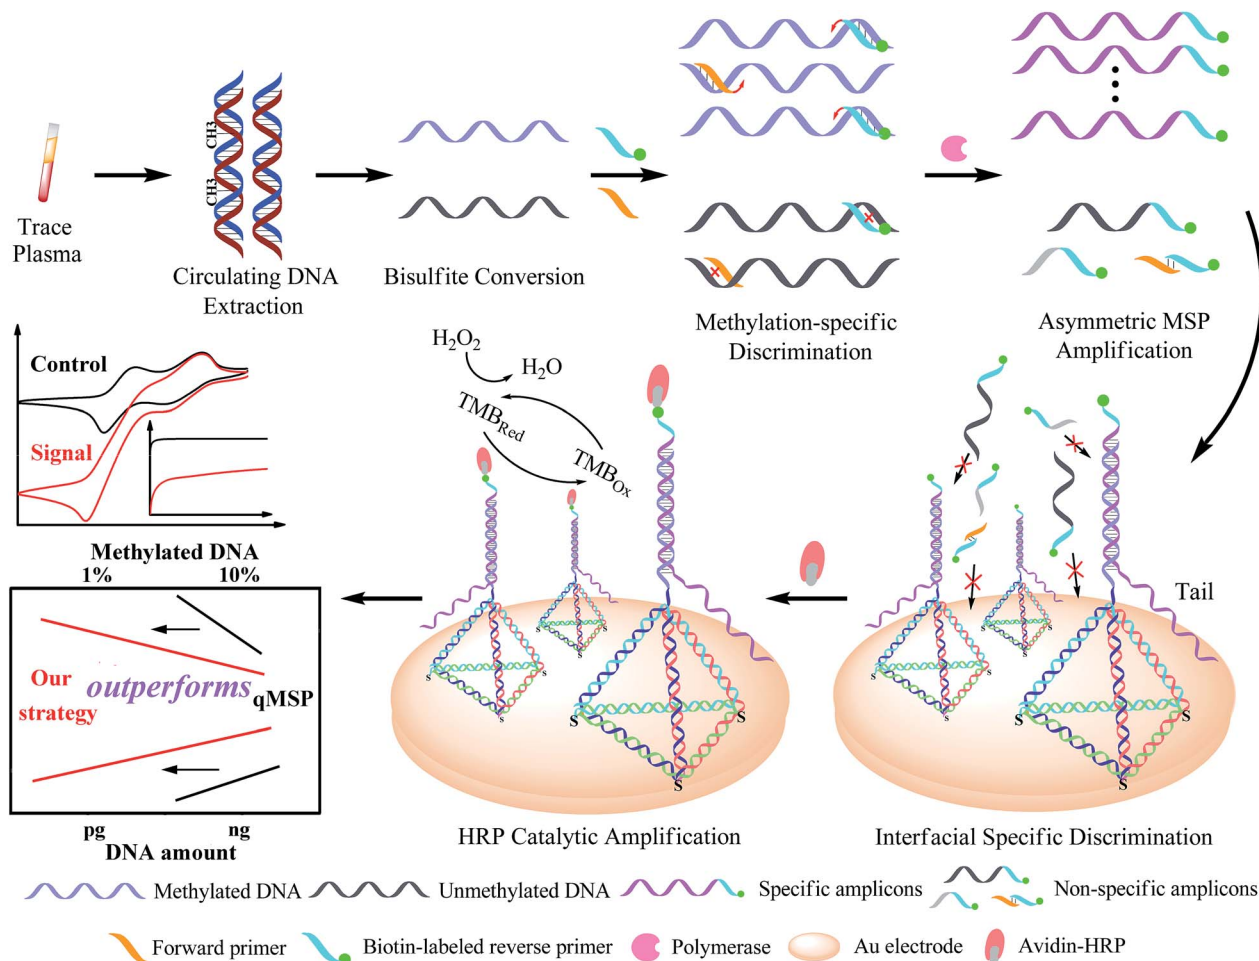 Trace
Plasma
CH3
CH3
Circulating DNA
Extraction
Bisulfite Conversion
Methylation-specific
Discrimination
Asymmetric MSP
Amplification
Control
Signal
H₂O₂
H₂O
TMB_Red
TMB_Ox
Tail
S
S
S
S
S
S
S
S
S
S
S
S
HRP Catalytic Amplification
Interfacial Specific Discrimination
Methylated DNA
1% 10%
Our
strategy
outperforms
qMSP
pg ng
DNA amount
Methylated DNA
Unmethylated DNA
Specific amplicons
Non-specific amplicons
Forward primer
Biotin-labeled reverse primer
Polymerase
Au electrode
Avidin-HRP